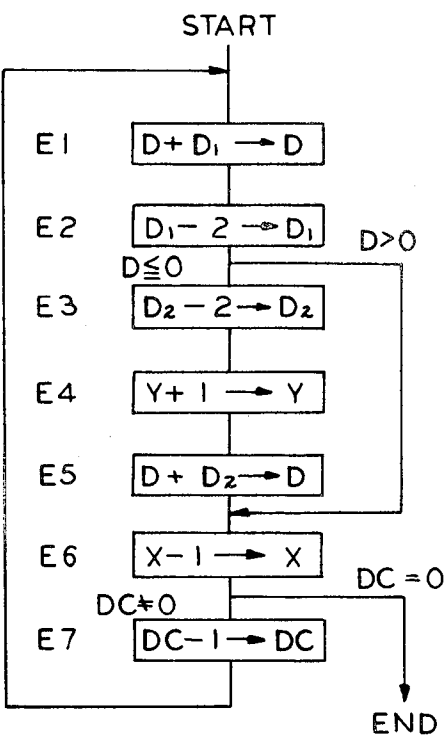 START
E1 D+D₁→D
E2 D₁-2→D₁
D>0
D≦0
E3 D₂-2→D₂
E4 Y+1→Y
E5 D+D₂→D
E6 X-1→X
DC=0
DC≠0
E7 DC-1→DC
END